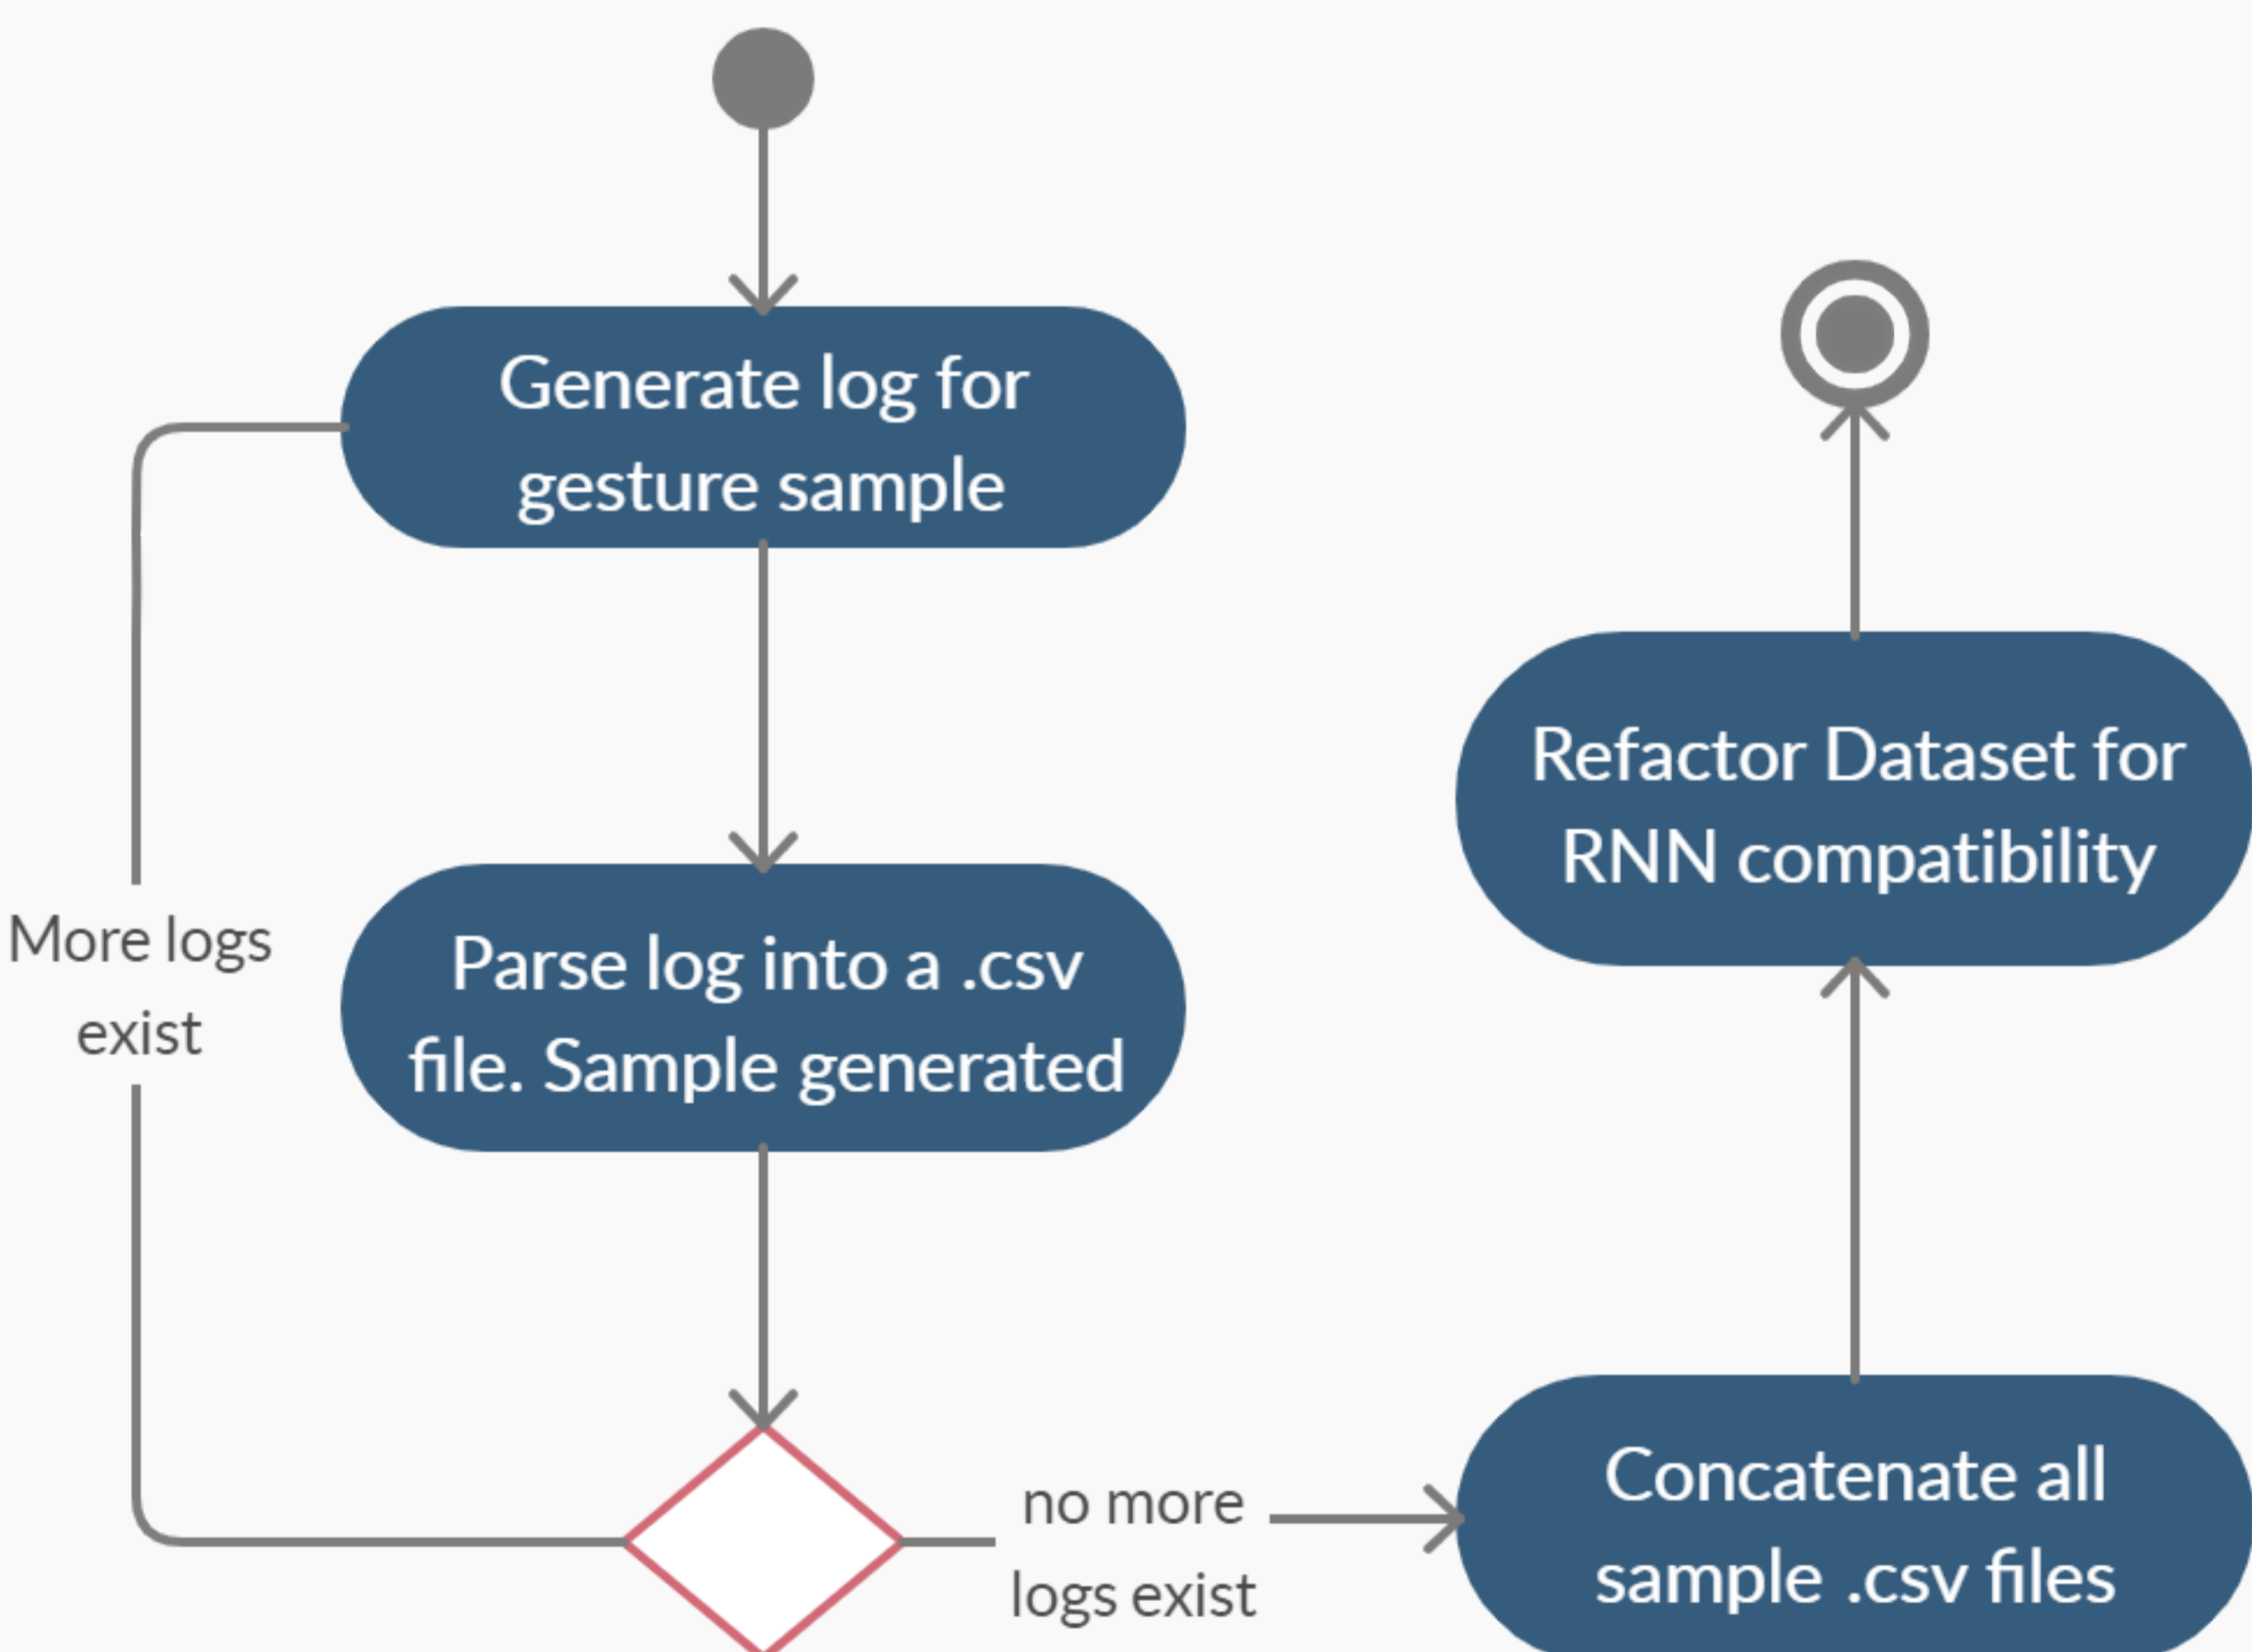 Generate log for
gesture sample
Parse log into a .csv
file. Sample generated
More logs
exist
no more
logs exist
Concatenate all
sample .csv files
Refactor Dataset for
RNN compatibility